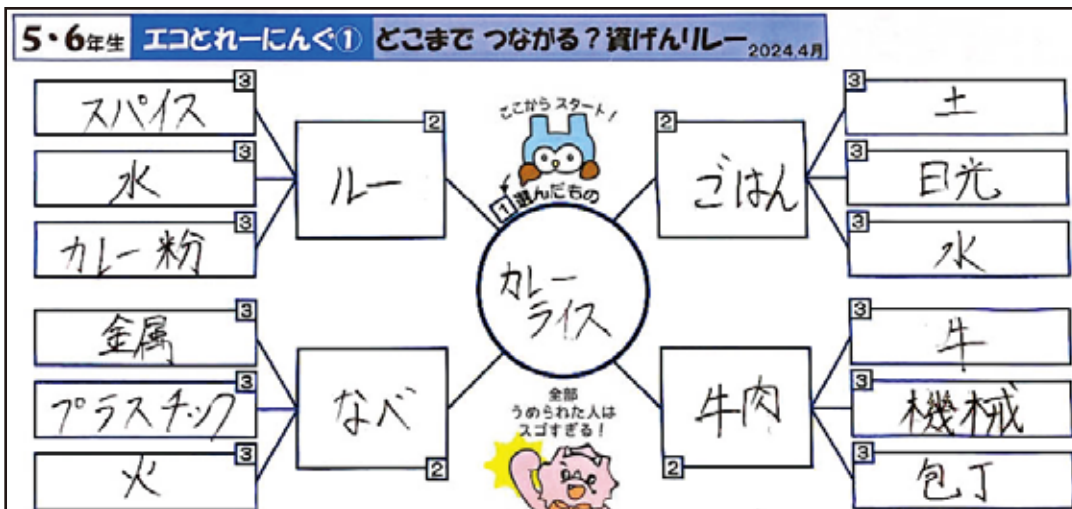 5・6年生 エコとれーにんぐ① どこまで つながる?資げんリレー 2024.4月
3
スパイス
3
水
3
カレー粉
2
ルー
ここから スタート!
1 選んだもの
カレー
ライス
2
ごはん
3
土
3
日光
3
水
3
金属
3
プラスチック
3
火
なべ
2
全部
うめられた人は
スゴすぎる!
牛肉
2
3
牛
3
機械
3
包丁